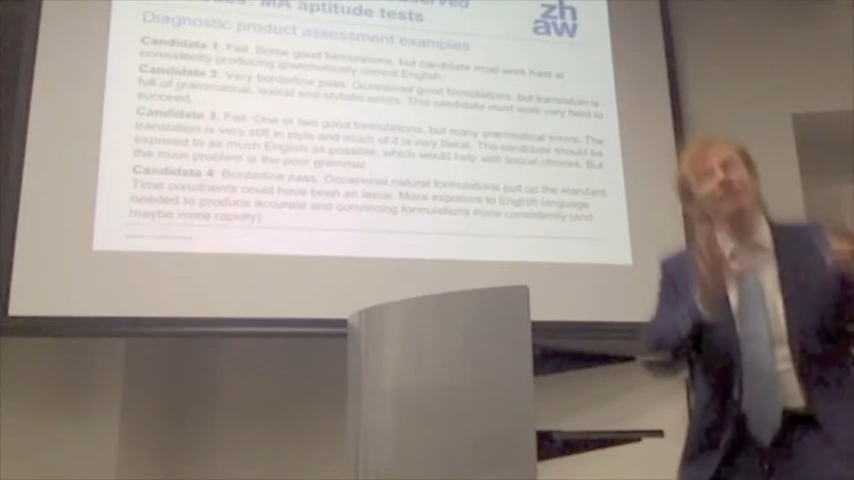 served
MA aptitude tests
zh
aw
Diagnostic product assessment examples
Candidate 1: Fail. Some good formulations, but candidate must work hard at
consistently producing grammatically correct English.
Candidate 2: Very borderline pass. Occasional good formulations, but translation is
full of grammatical, lexical and stylistic errors. This candidate must work very hard to
succeed.
Candidate 3: Fail. One or two good formulations, but many grammatical errors. The
translation is very stiff in style and much of it is very literal. The candidate should be
exposed to as much English as possible, which would help with lexical choices. But
the main problem is the poor grammar.
Candidate 4: Borderline pass. Occasional natural formulations put up the standard.
Time constraints could have been an issue. More exposure to English language
needed to produce accurate and convincing formulations more consistently (and
maybe more rapidly).